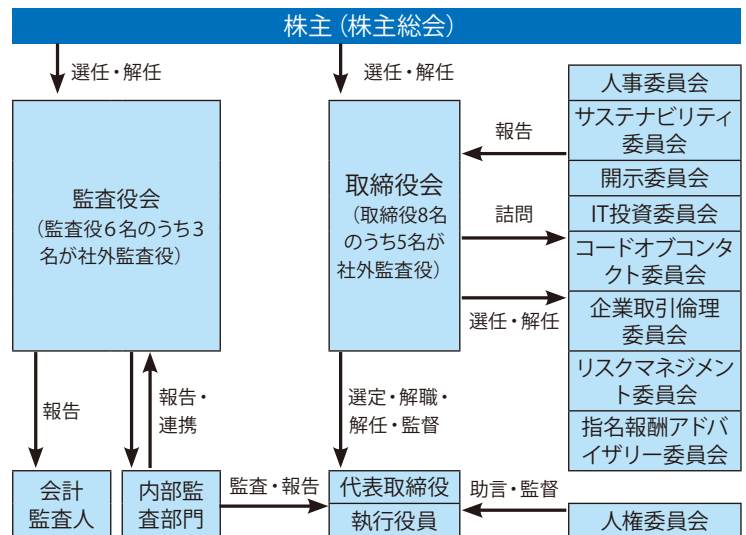 株主（株主総会）
選任・解任
選任・解任
監査役会
（監査役６名のうち３
名が社外監査役）
取締役会
（取締役8名
のうち5名が
社外監査役）
報告
詰問
選任・解任
人事委員会
サステナビリティ
委員会
開示委員会
IT投資委員会
コードオブコンタ
クト委員会
企業取引倫理
委員会
リスクマネジメン
ト委員会
指名報酬アドバ
イザリー委員会
報告
報告・
連携
選定・解職・
解任・監督
会計
監査人
内部監
査部門
監査・報告
代表取締役
執行役員
助言・監督
人権委員会